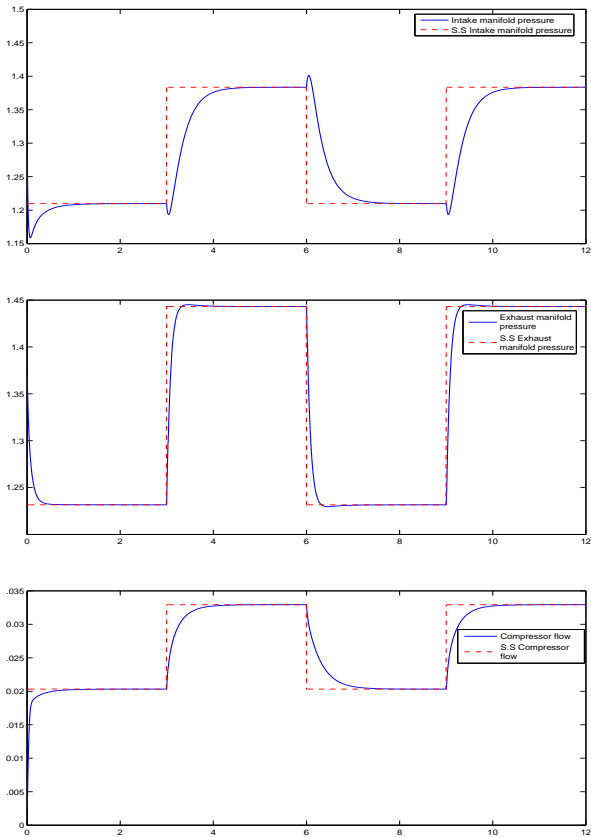 1.5
Intake manifold pressure
S.S Intake manifold pressure
1.45
1.4
1.35
1.3
1.25
1.2
1.15
0 2 4 6 8 10 12
1.45
Exhaust manifold
pressure
S.S Exhaust
manifold pressure
1.4
1.35
1.3
1.25
0 2 4 6 8 10 12
.035
0.03
.025
Compressor flow
S.S Compressor
flow
0.02
.015
0.01
.005
0
0 2 4 6 8 10 12